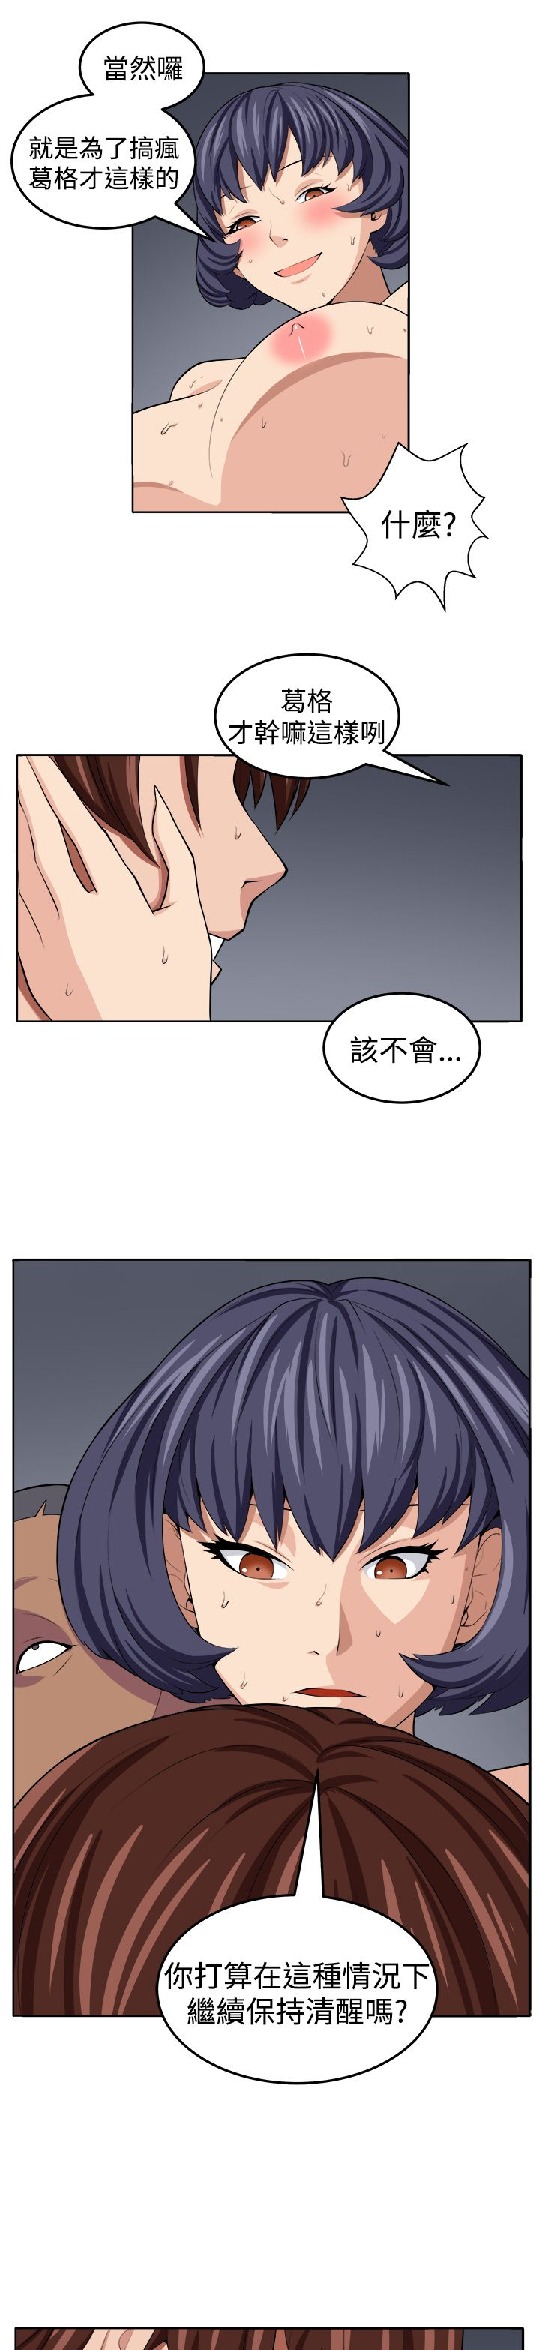 當然囉
就是為了搞瘋
葛格才這樣的
什麼?
葛格
才幹嘛這樣咧
該不會...
你打算在這種情況下
繼續保持清醒嗎?